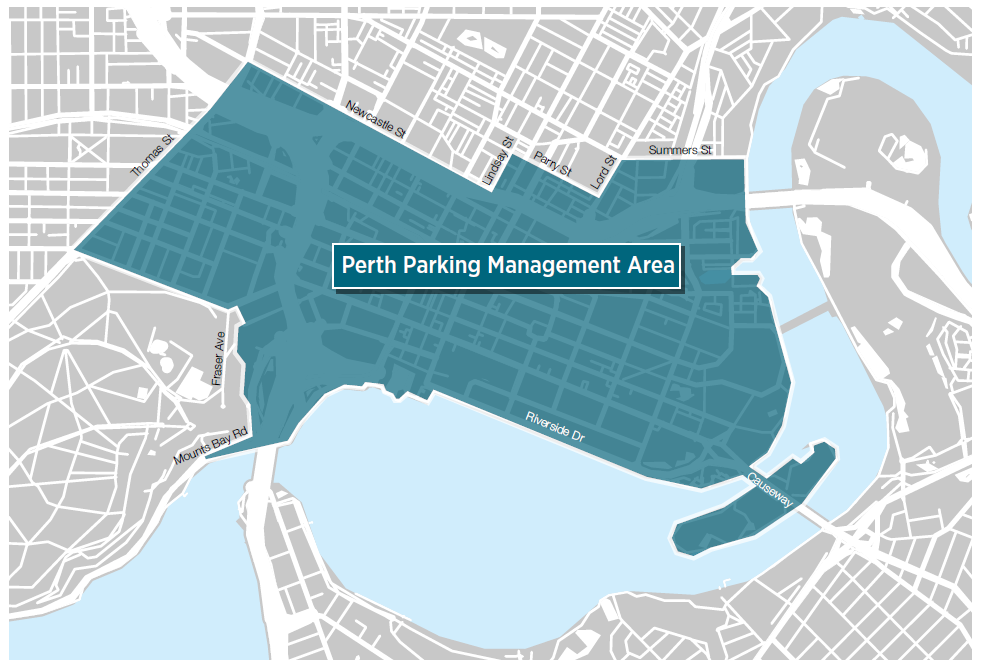 Newcastle St
Thomas St
Lindsay St
Parry St
Lord St
Summers St
Perth Parking Management Area
Fraser Ave
Mounts Bay Rd
Riverside Dr
Causeway